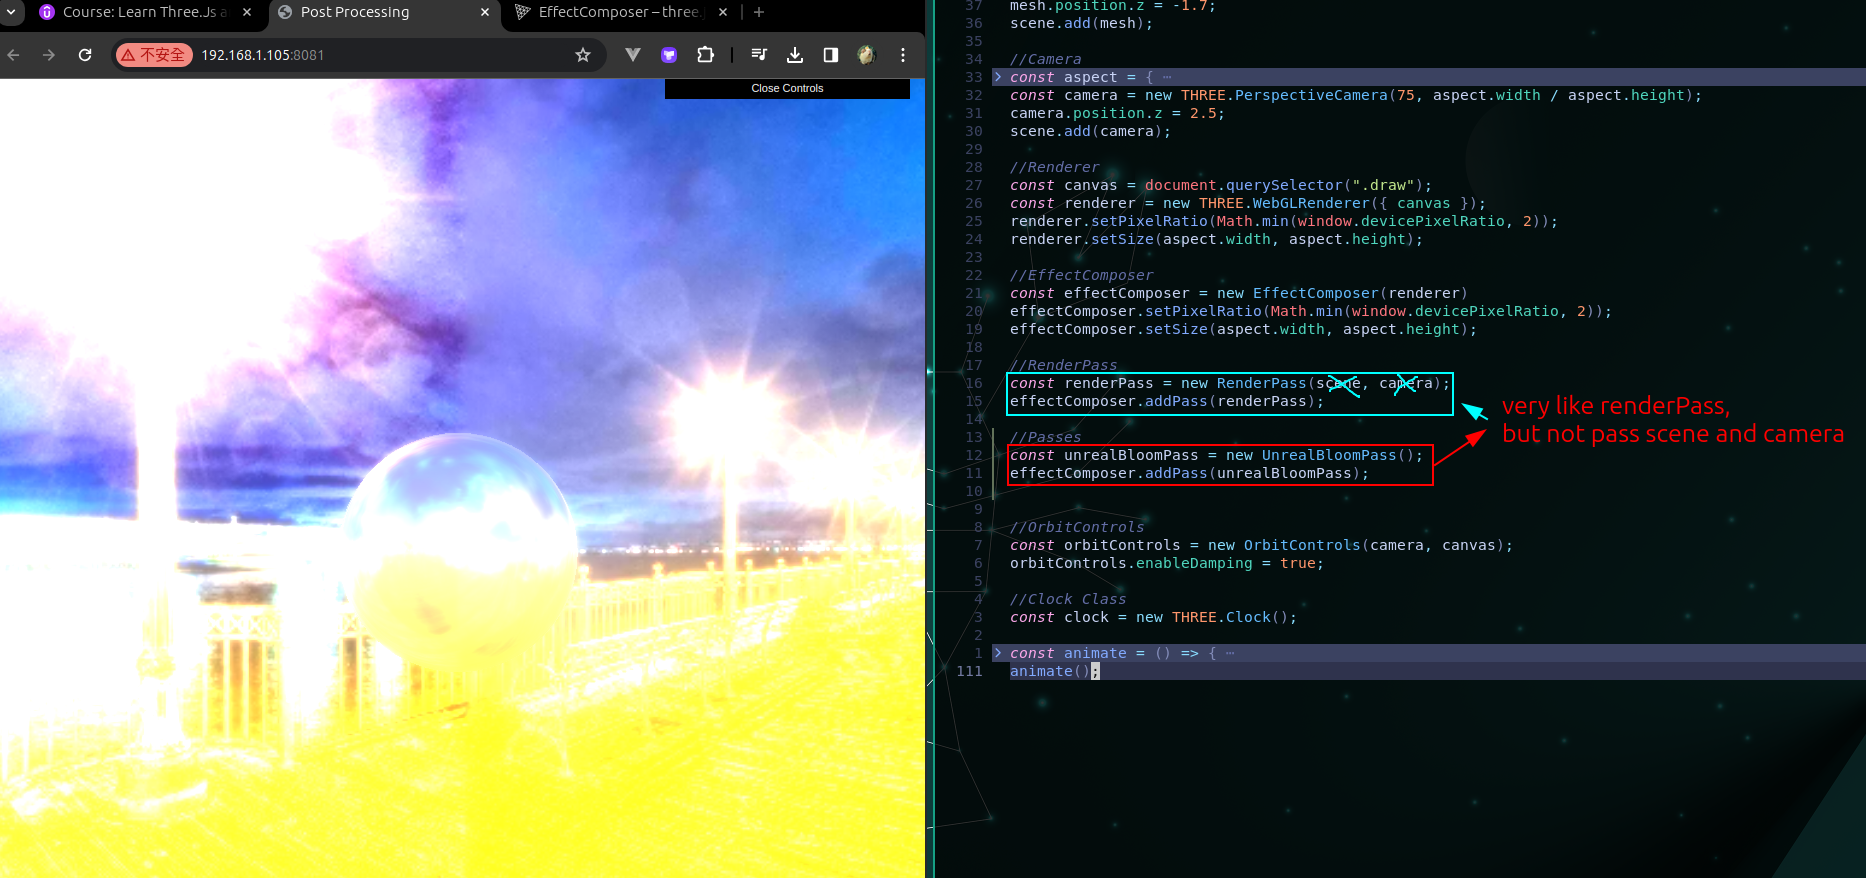 Course: Learn Three.Js a
Post Processing
EffectComposer – three.j
不安全
192.168.1.105:8081
Close Controls
37 mesh.position.z = -1.7;
36 scene.add(mesh);
35
34 //Camera
33 const aspect = { ⋯
32 const camera = new THREE.PerspectiveCamera(75, aspect.width / aspect.height);
31 camera.position.z = 2.5;
30 scene.add(camera);
29
28 //Renderer
27 const canvas = document.querySelector(".draw");
26 const renderer = new THREE.WebGLRenderer({ canvas });
25 renderer.setPixelRatio(Math.min(window.devicePixelRatio, 2));
24 renderer.setSize(aspect.width, aspect.height);
23
22 //EffectComposer
21 const effectComposer = new EffectComposer(renderer)
20 effectComposer.setPixelRatio(Math.min(window.devicePixelRatio, 2));
19 effectComposer.setSize(aspect.width, aspect.height);
18
17 //RenderPass
16 const renderPass = new RenderPass(scene, camera);
15 effectComposer.addPass(renderPass);
14
13 //Passes
12 const unrealBloomPass = new UnrealBloomPass();
11 effectComposer.addPass(unrealBloomPass);
10
9
8 //OrbitControls
7 const orbitControls = new OrbitControls(camera, canvas);
6 orbitControls.enableDamping = true;
5
4 //Clock Class
3 const clock = new THREE.Clock();
2
1 const animate = () => { ⋯
111 animate();
very like renderPass,
but not pass scene and camera